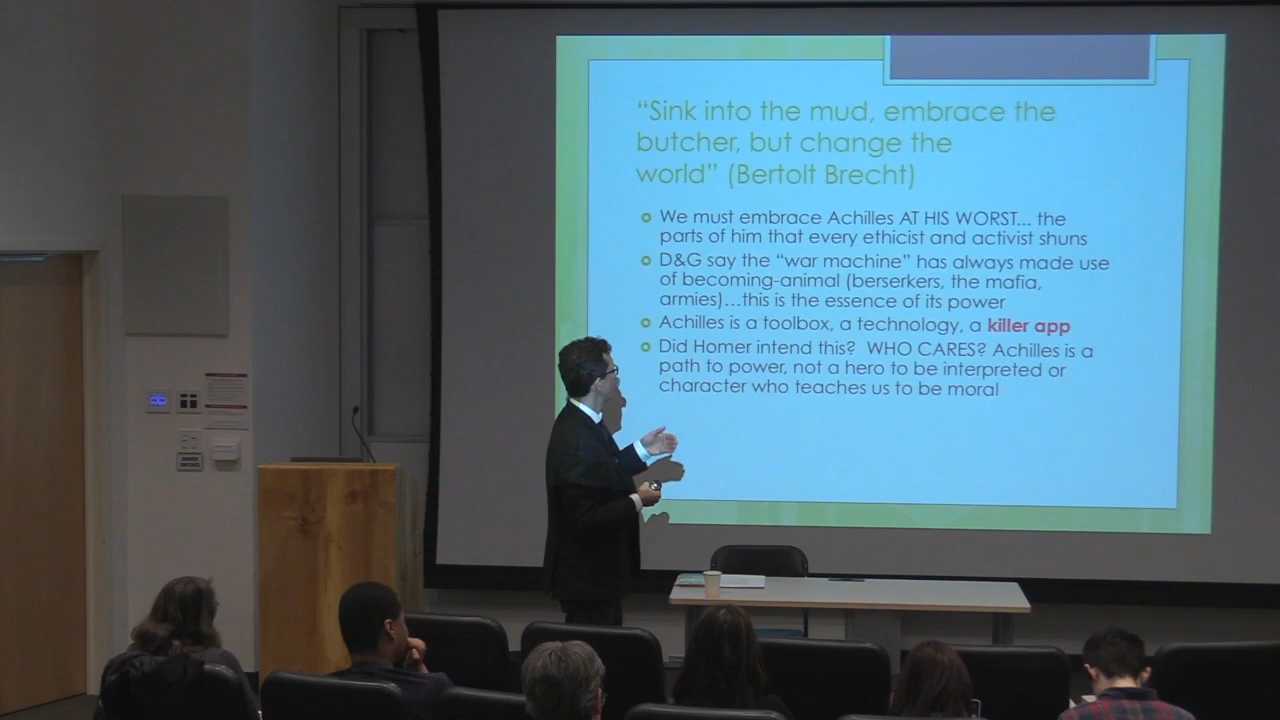 “Sink into the mud, embrace the
butcher, but change the
world” (Bertolt Brecht)
We must embrace Achilles AT HIS WORST... the
parts of him that every ethicist and activist shuns
D&G say the “war machine” has always made use
of becoming-animal (berserkers, the mafia,
armies)...this is the essence of its power
Achilles is a toolbox, a technology, a killer app
Did Homer intend this? WHO CARES? Achilles is a
path to power, not a hero to be interpreted or
character who teaches us to be moral